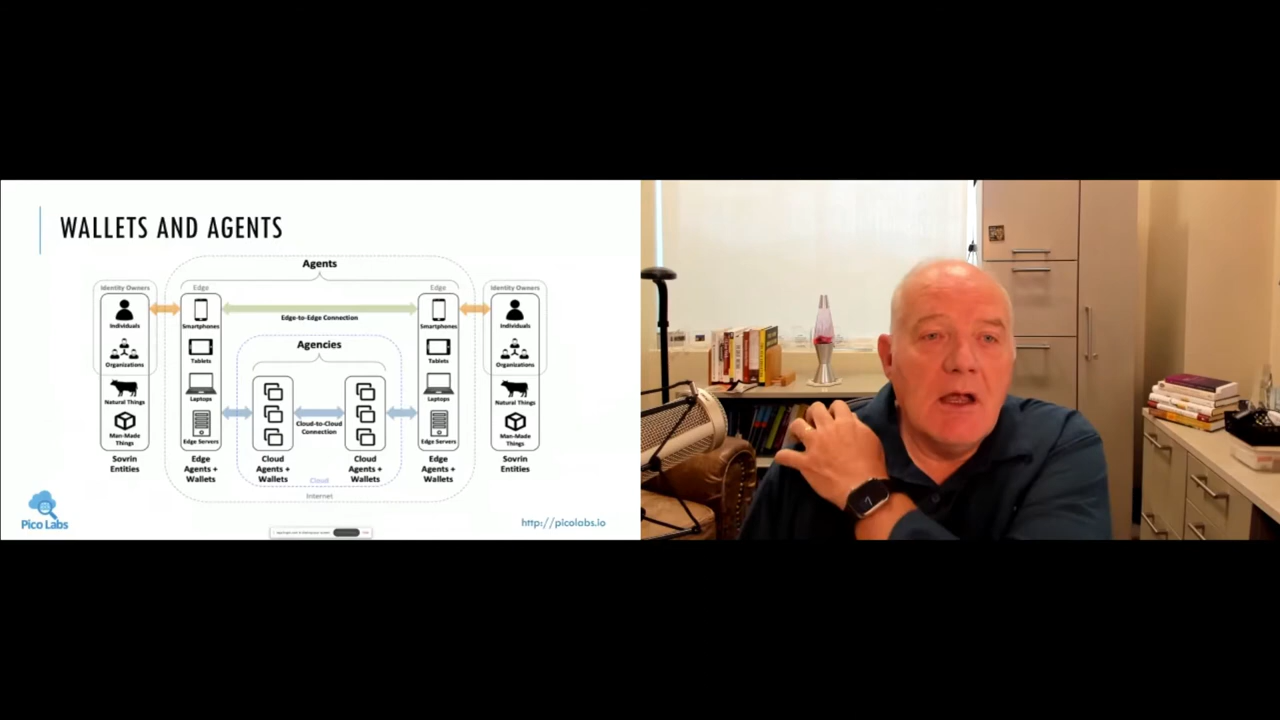 WALLETS AND AGENTS
Agents
Identity Owners
Edge
Edge
Identity Owners
Individuals
Smartphones
Edge-to-Edge Connection
Smartphones
Individuals
Agencies
Organizations
Tablets
Tablets
Organizations
Natural Things
Laptops
Laptops
Natural Things
Cloud-to-Cloud
Connection
Man-Made
Things
Edge Servers
Edge Servers
Man-Made
Things
Sovrin
Entities
Edge
Agents +
Wallets
Cloud
Agents +
Wallets
Cloud
Cloud
Agents +
Wallets
Edge
Agents +
Wallets
Sovrin
Entities
Internet
Pico Labs
http://picolabs.io